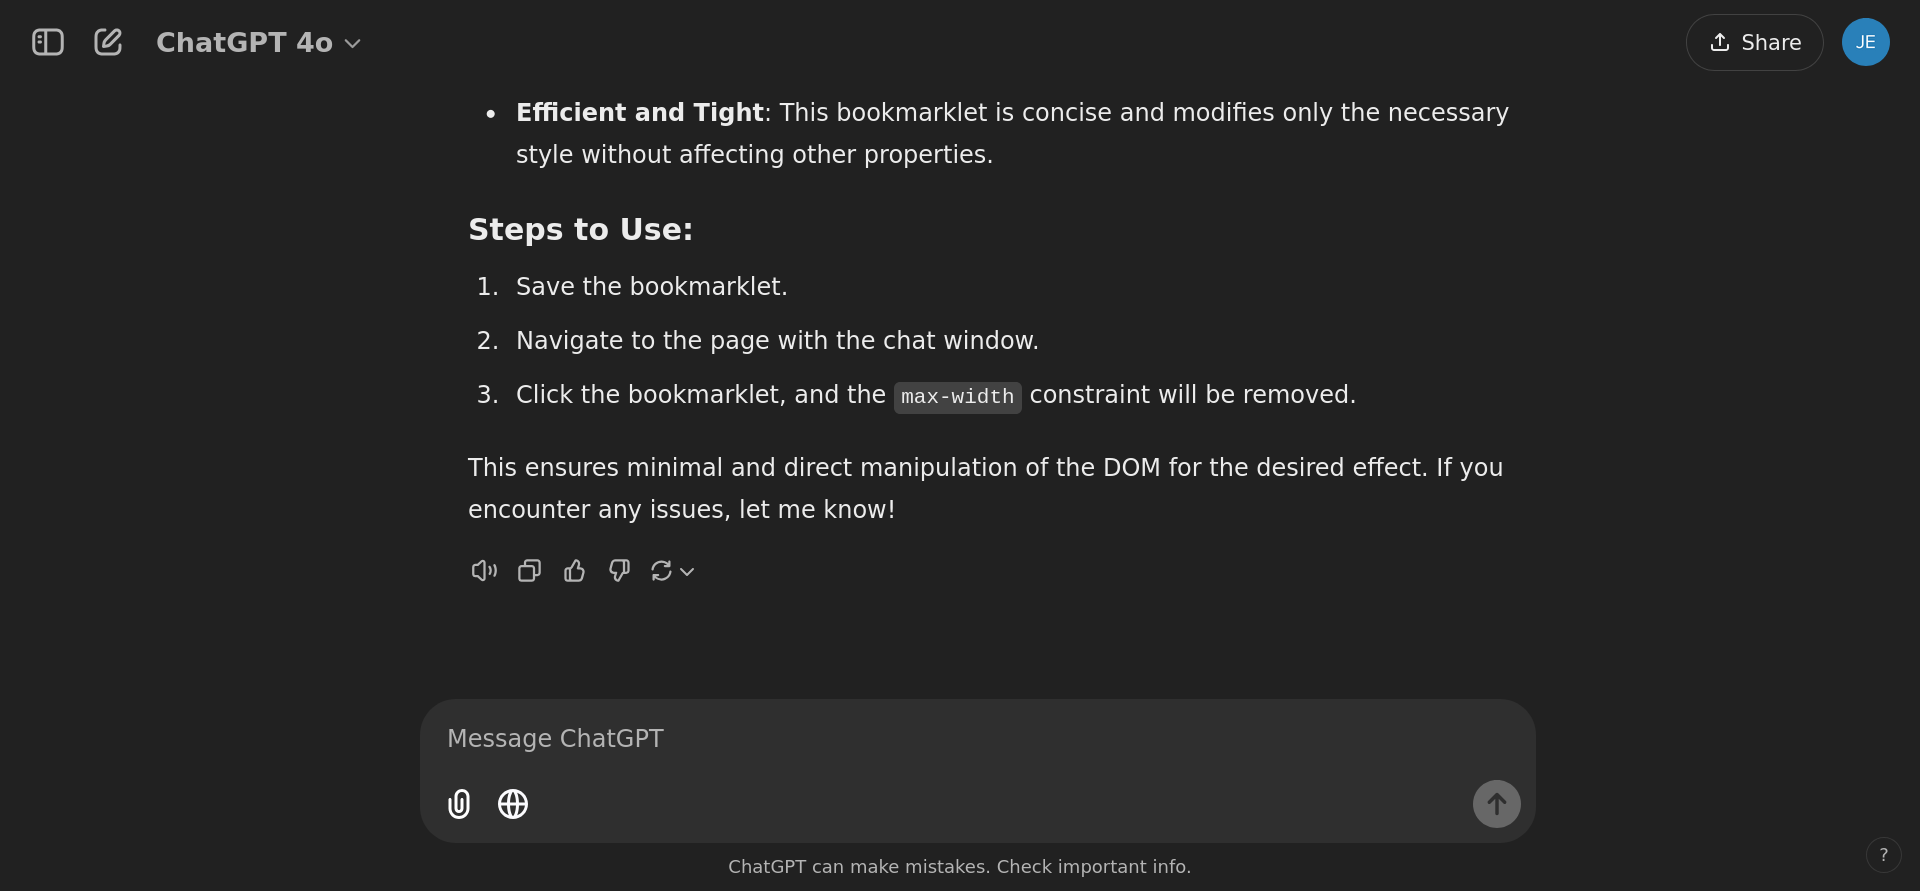 ChatGPT 4o
Share
JE
• Efficient and Tight: This bookmarklet is concise and modifies only the necessary
style without affecting other properties.
Steps to Use:
1. Save the bookmarklet.
2. Navigate to the page with the chat window.
3. Click the bookmarklet, and the max-width constraint will be removed.
This ensures minimal and direct manipulation of the DOM for the desired effect. If you
encounter any issues, let me know!
Message ChatGPT
ChatGPT can make mistakes. Check important info.
?